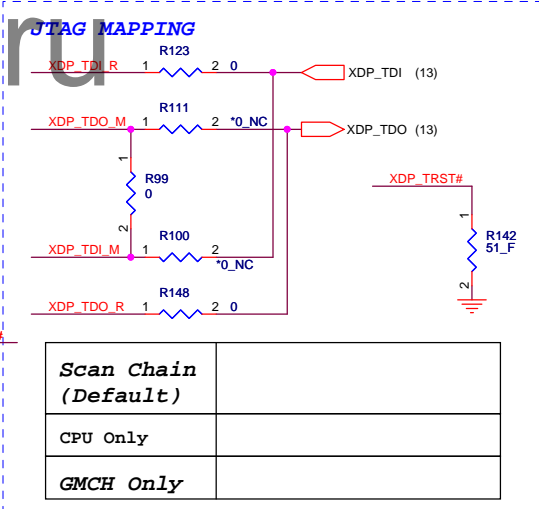 JTAG MAPPING
ru
R123
XDP_TDI_R 1 2 0 XDP_TDI (13)
R111
XDP_TDO_M 1 2 *0_NC XDP_TDO (13)
1
R99
0
2
XDP_TRST#
1
R142
51_F
2
R100
XDP_TDI_M 1 2
*0_NC
R148
XDP_TDO_R 1 2 0
Scan Chain
(Default)
CPU Only
GMCH Only